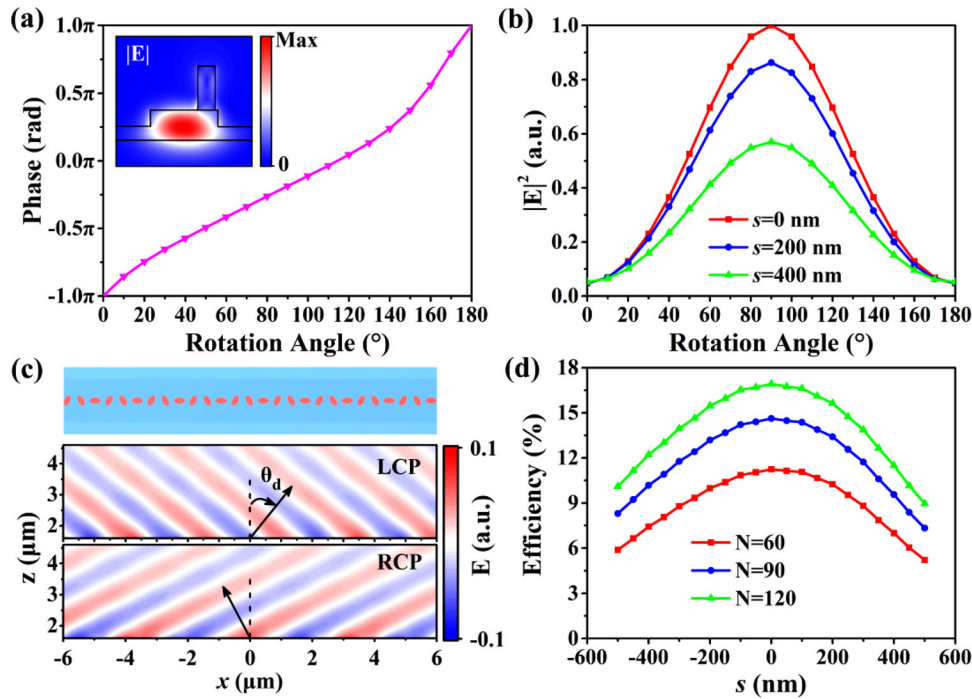 (a)
1.0π
0.5π
0.0π
-0.5π
-1.0π
Phase (rad)
|E|
Max
0
0 20 40 60 80 100 120 140 160 180
Rotation Angle (°)
(b)
1.0
0.8
0.6
0.4
0.2
0.0
|E|² (a.u.)
s=0 nm
s=200 nm
s=400 nm
0 20 40 60 80 100 120 140 160 180
Rotation Angle (°)
(c)
LCP
θd
4
3
2
RCP
4
3
2
z (μm)
0.1
E (a.u.)
-0.1
-6 -4 -2 0 2 4 6
x (μm)
(d)
18
15
12
9
6
3
0
Efficiency (%)
N=60
N=90
N=120
-600 -400 -200 0 200 400 600
s (nm)